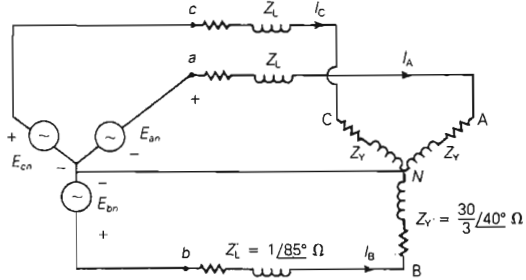 c Z_L I_C
a Z_L I_A
+
C A
+ E_cn E_an
− −
Z_Y Z_Y
− − N
E_bn
+
Z_Y = 30/3 /40° Ω
b Z_L = 1/85° Ω I_B B